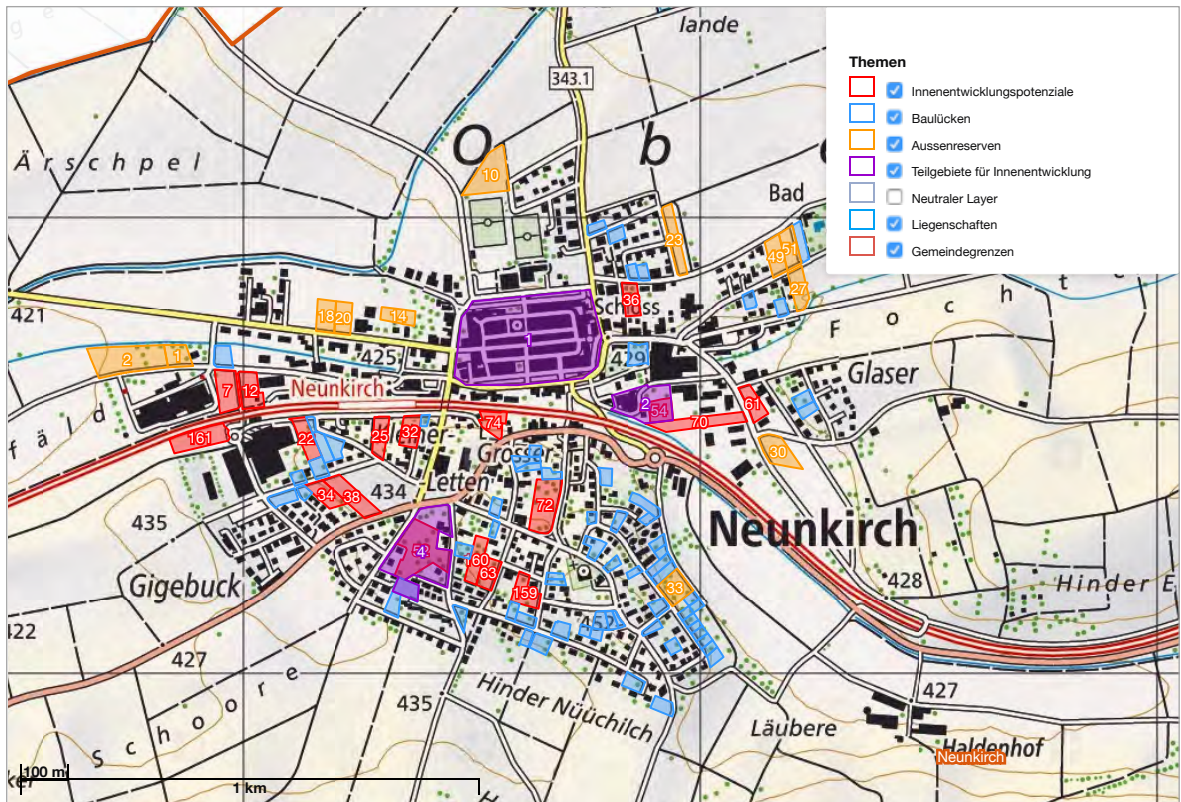 lande
343.1
Themen
Innenentwicklungspotenziale
Baulücken
Aussenreserven
Teilgebiete für Innenentwicklung
Neutraler Layer
Liegenschaften
Gemeindegrenzen
O b
Ärschpel
10
Bad
23
49
51
27
36
Schloss
421
18
20
14
1
425
429
Focht
2
1
7
12
Neunkirch
Glaser
2
54
61
70
fäld
161
22
25
32
74
Grosser
30
34
38
434
Letten
72
435
Neunkirch
4
160
63
Gigebuck
159
33
428
Hinder E
422
452
427
Schoore
435
Hinder Nüüchilch
427
Läubere
Haldenhof
Neunkirch
100 m
1 km